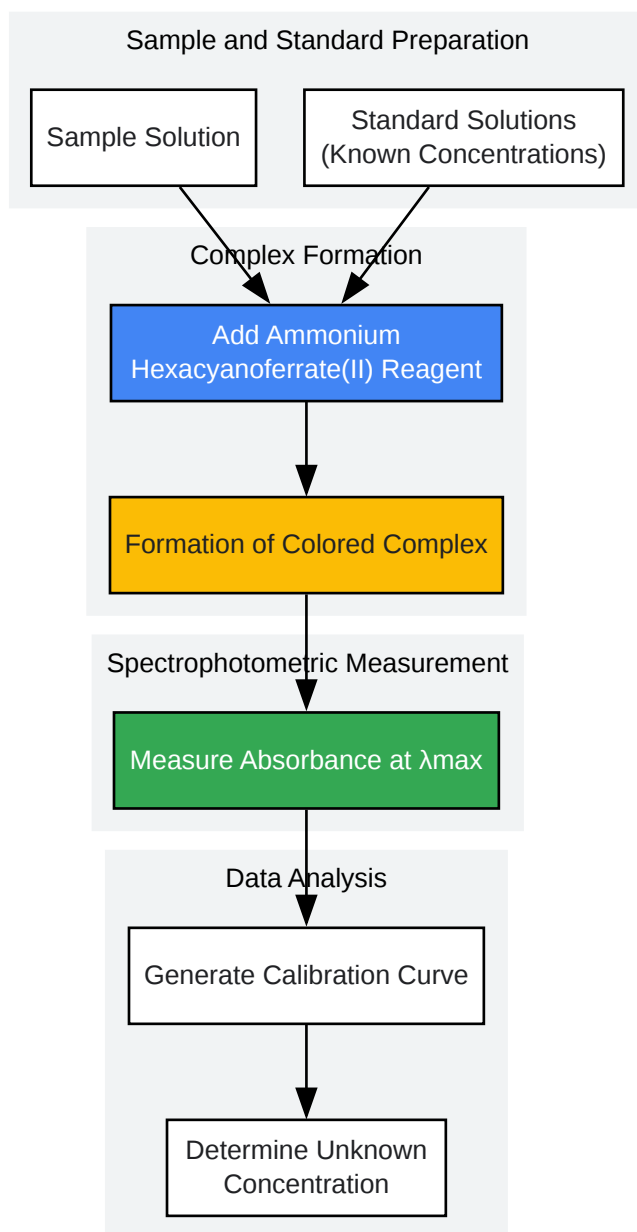 Sample and Standard Preparation
Sample Solution
Standard Solutions
(Known Concentrations)
Complex Formation
Add Ammonium
Hexacyanoferrate(II) Reagent
Formation of Colored Complex
Spectrophotometric Measurement
Measure Absorbance at λmax
Data Analysis
Generate Calibration Curve
Determine Unknown
Concentration